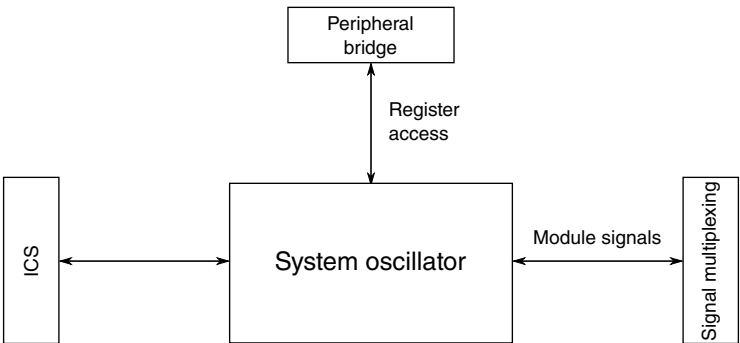 Peripheral
bridge
Register
access
ICS
System oscillator
Module signals
Signal multiplexing